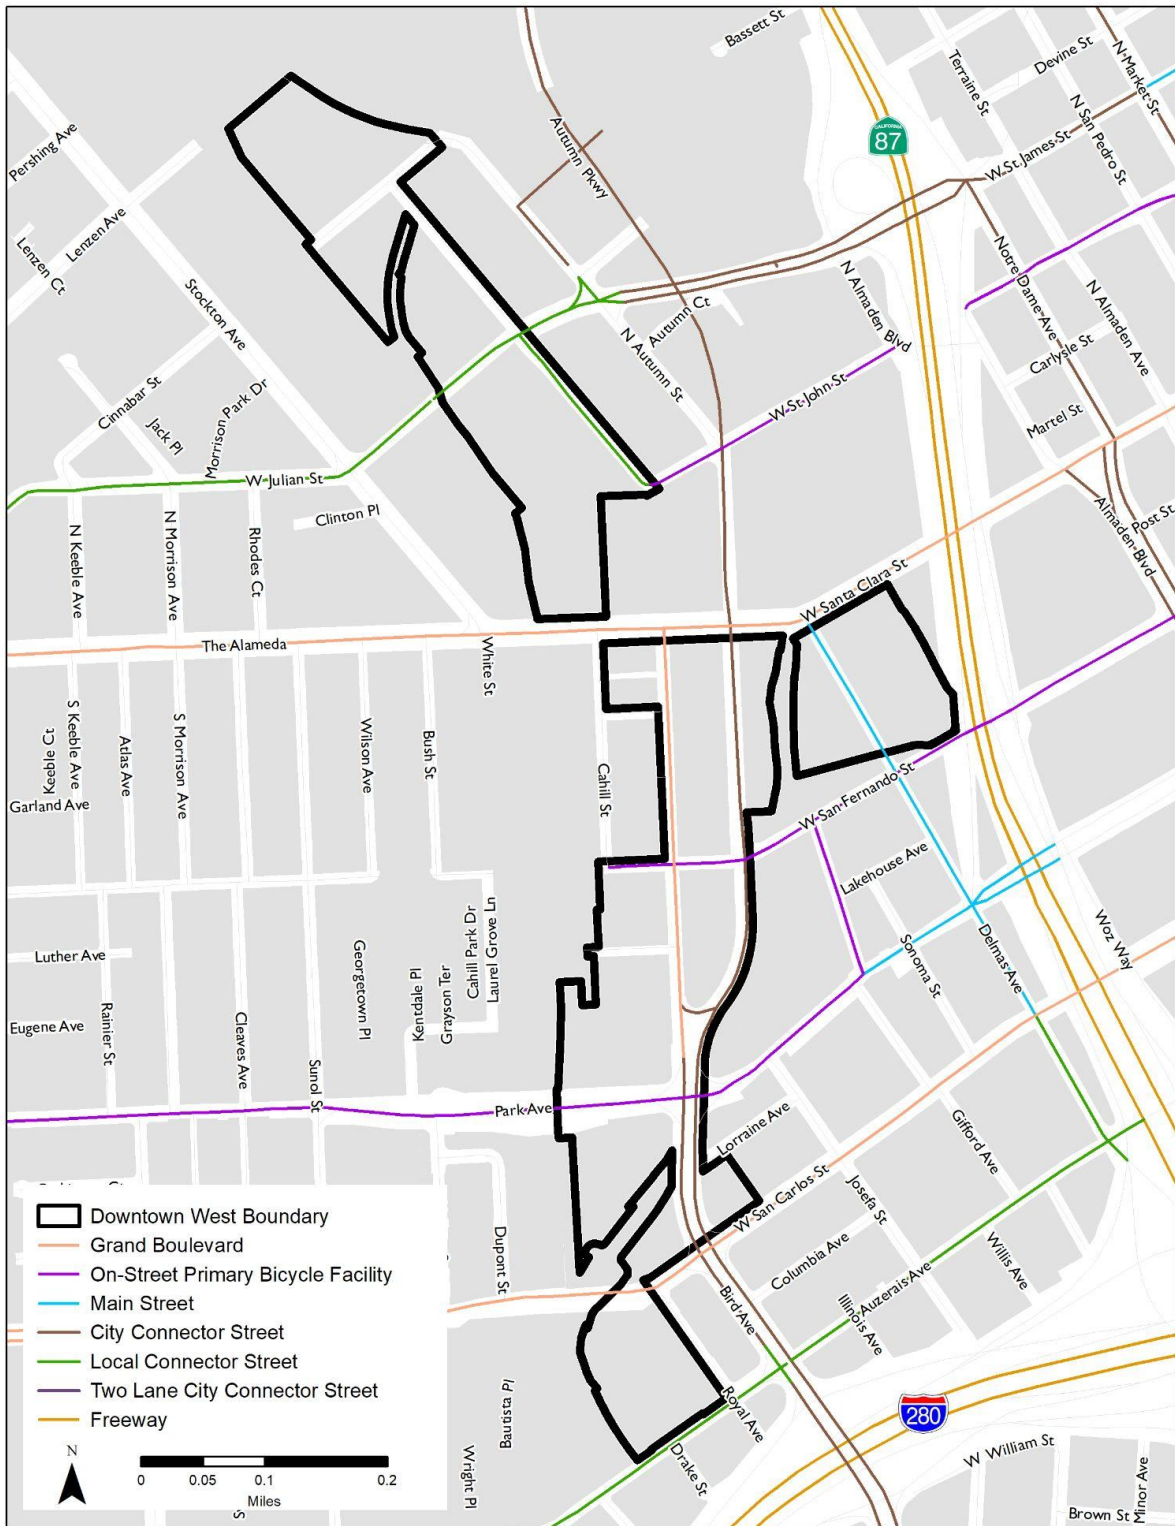 Bassett St
Terraine St
Devine St
N Market St
Pershing Ave
Autumn Pkwy
CALIFORNIA
87
N San Pedro St
W St James St
Lenzen Ave
Lenzen Ct
Notre Dame Ave
N Almaden Blvd
Stockton Ave
Autumn Ct
N Almaden Ave
N Autumn St
Carlysle St
Cinnabar St
Jack Pl
Morrison Park Dr
W St John St
Martel St
W Julian St
Clinton Pl
Almaden Blvd
Post St
N Keeble Ave
N Morrison Ave
Rhodes Ct
W Santa Clara St
The Alameda
White St
Keeble Ct
S Keeble Ave
Atlas Ave
S Morrison Ave
Wilson Ave
Bush St
Cahill St
Garland Ave
W San Fernando St
Lakehouse Ave
Luther Ave
Georgetown Pl
Cahill Park Dr
Laurel Grove Ln
Sonoma St
Delmas Ave
Woz Way
Eugene Ave
Rainier St
Cleaves Ave
Sunol St
Kentdale Pl
Grayson Ter
Park Ave
Lorraine Ave
Gifford Ave
W San Carlos St
Josefa St
Dupont St
Columbia Ave
Willis Ave
Bird Ave
Auzerais Ave
Illinois Ave
Royal Ave
Bautista Pl
Wright Pl
Drake St
280
W William St
Brown St
Minor Ave
Downtown West Boundary
Grand Boulevard
On-Street Primary Bicycle Facility
Main Street
City Connector Street
Local Connector Street
Two Lane City Connector Street
Freeway
N
0 0.05 0.1 0.2
Miles